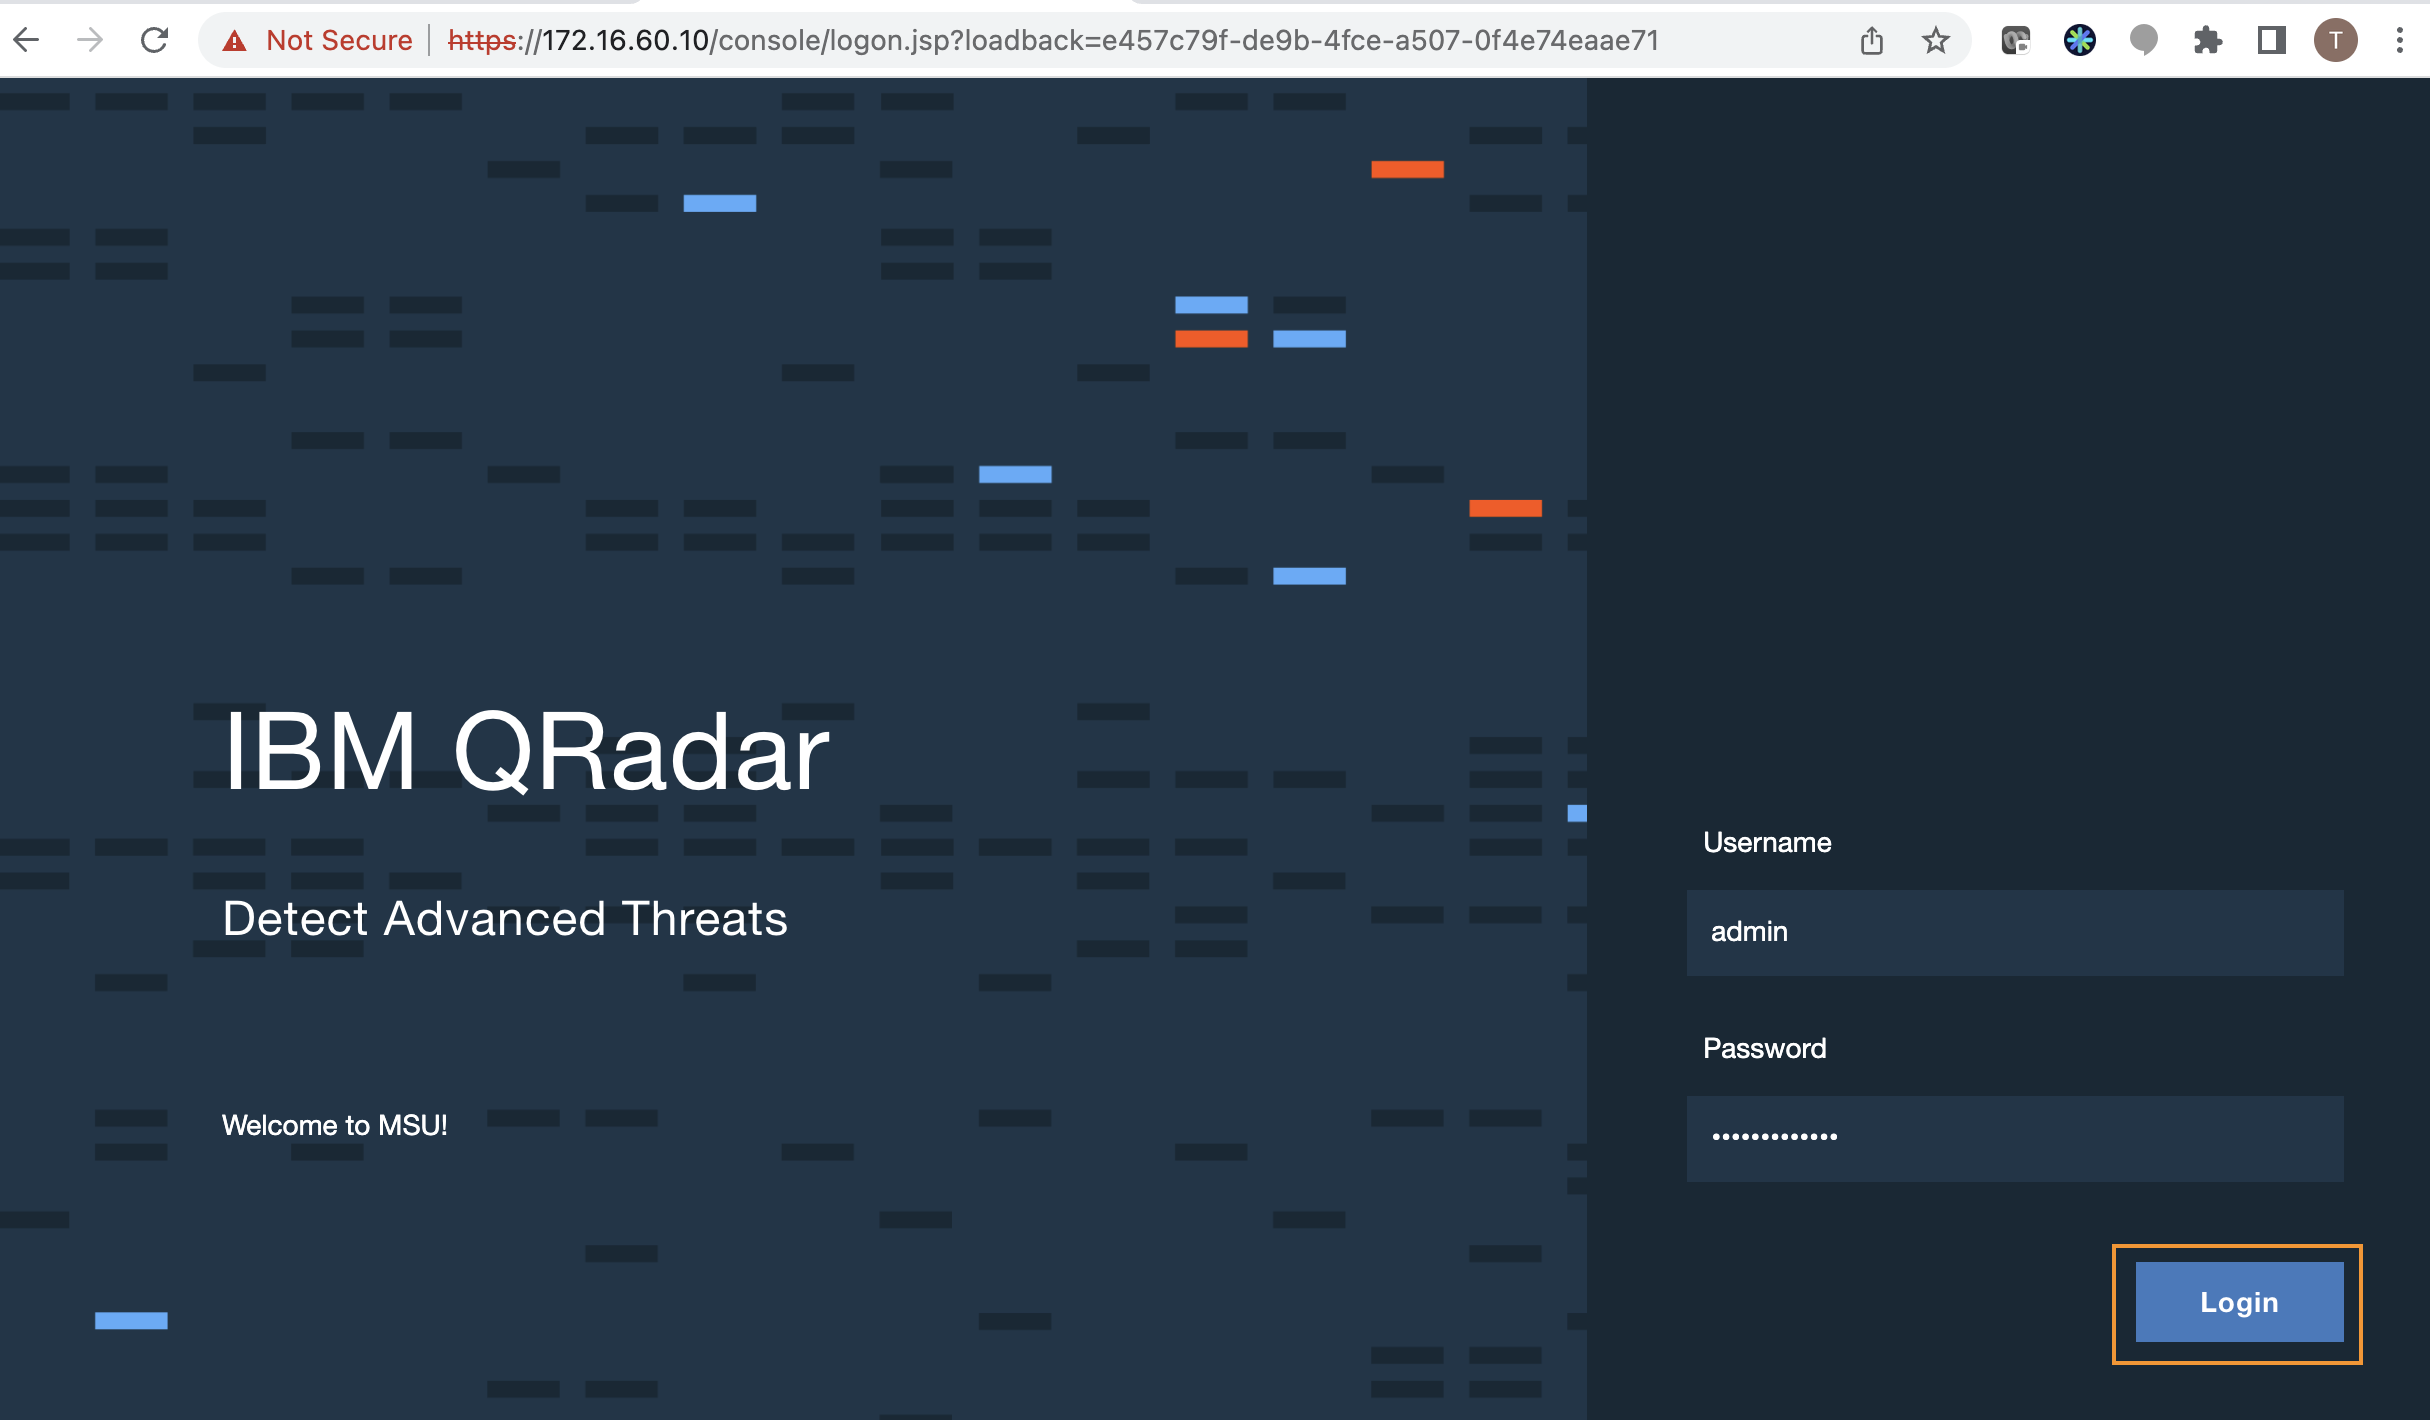 Not Secure | https://172.16.60.10/console/logon.jsp?loadback=e457c79f-de9b-4fce-a507-0f4e74eaae71
T
IBM QRadar
Detect Advanced Threats
Welcome to MSU!
Username
admin
Password
•••••••••••••
Login